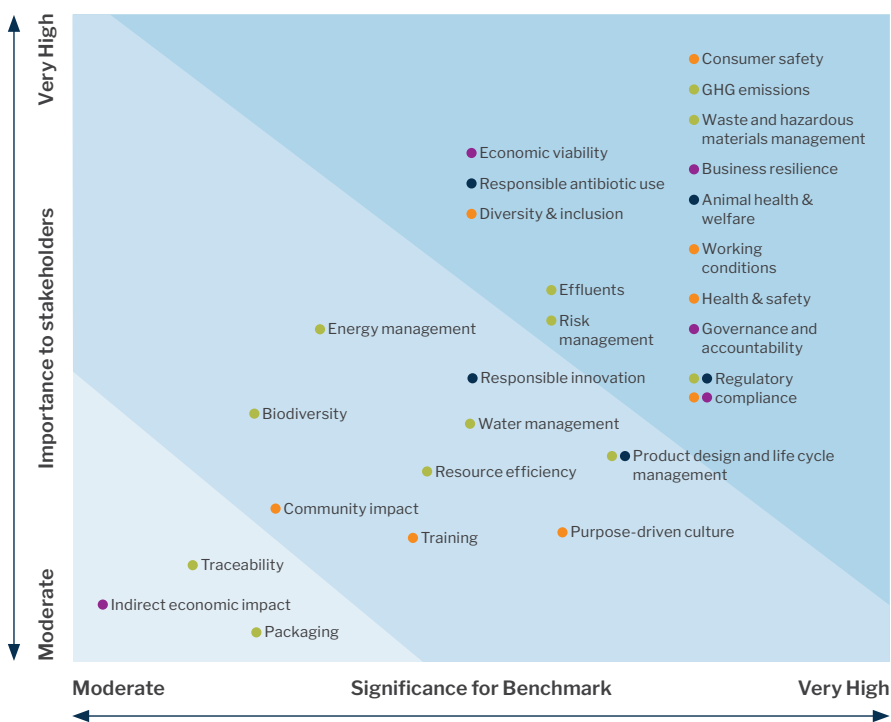 Very High
Importance to stakeholders
Moderate
Consumer safety
GHG emissions
Waste and hazardous
materials management
Economic viability
Business resilience
Responsible antibiotic use
Animal health &
welfare
Diversity & inclusion
Working
conditions
Effluents
Health & safety
Risk
management
Energy management
Governance and
accountability
Responsible innovation
Regulatory
compliance
Biodiversity
Water management
Product design and life cycle
management
Resource efficiency
Community impact
Training
Purpose-driven culture
Traceability
Indirect economic impact
Packaging
Moderate
Significance for Benchmark
Very High